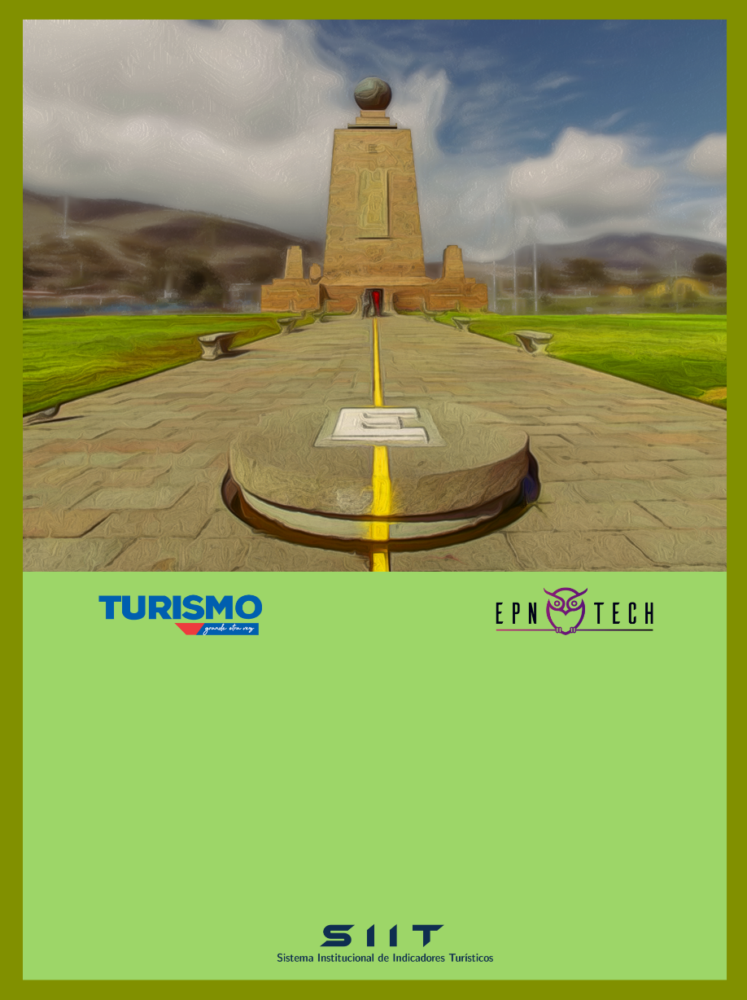 E
TURISMO
grande otra vez
EPN TECH
SIIT
Sistema Institucional de Indicadores Turísticos